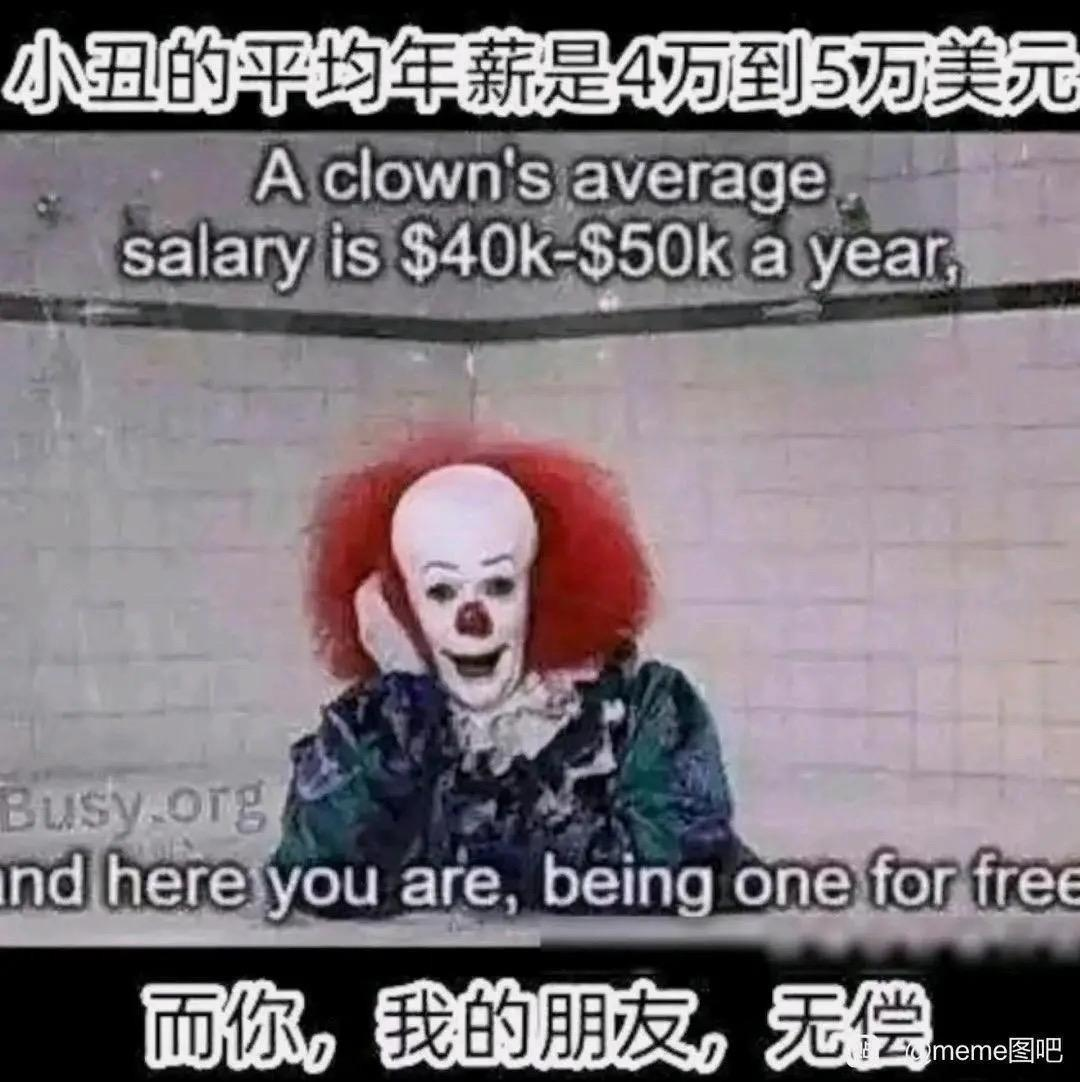 小丑的平均年薪是4万到5万美元
A clown's average
salary is $40k-$50k a year,
Busy.org
and here you are, being one for free
而你，我的朋友，无偿
@meme图吧